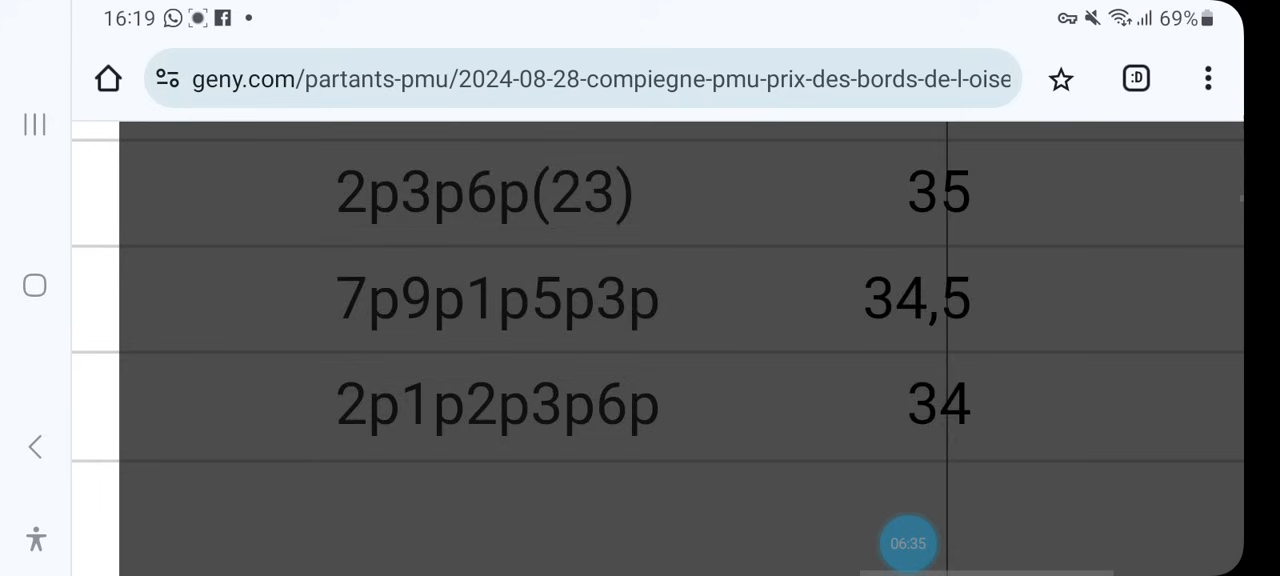 16:19 69%
geny.com/partants-pmu/2024-08-28-compiegne-pmu-prix-des-bords-de-l-oise
:D
2p3p6p(23) 35
7p9p1p5p3p 34,5
2p1p2p3p6p 34
06:35